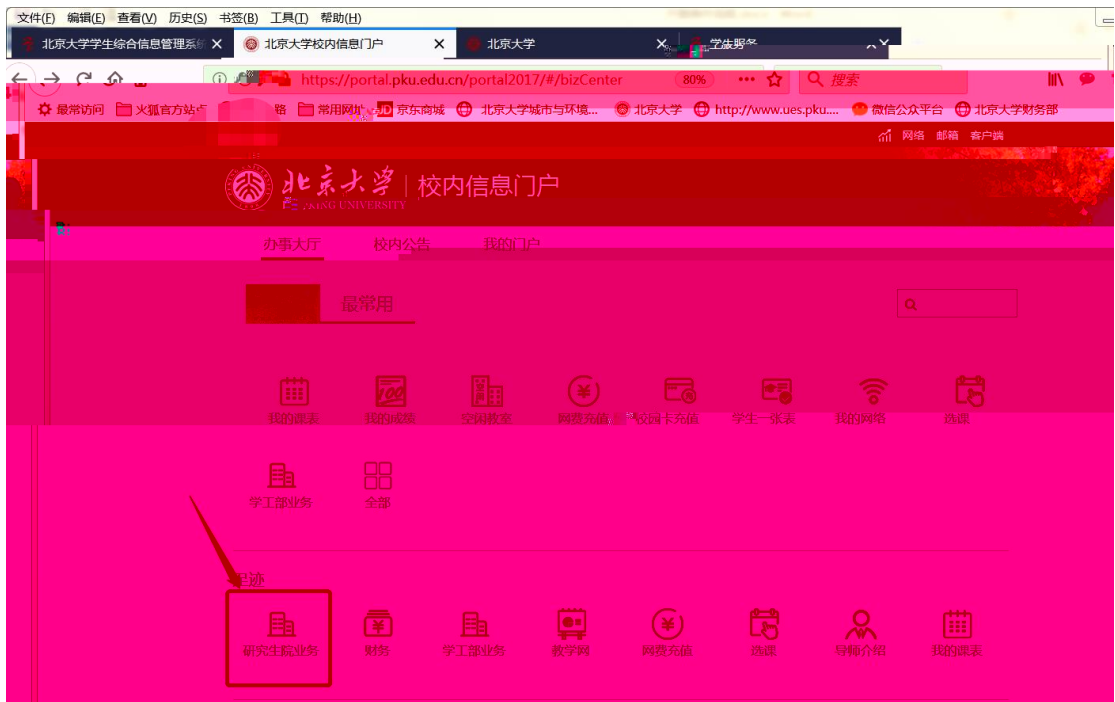 文件(F) 编辑(E) 查看(V) 历史(S) 书签(B) 工具(T) 帮助(H)
北京大学学生综合信息管理系统 × 北京大学校内信息门户 × 北京大学 ×
https://portal.pku.edu.cn/portal2017/#/bizCenter 80% ••• 搜索
最常访问 火狐官方站点 常用网址 JD 京东商城 北京大学城市与环境... 北京大学 http://www.ues.pku.... 微信公众平台 北京大学财务部
网络 邮箱 客户端
北京大学 校内信息门户
UNIVERSITY
办事大厅 校内公告 我的门户
最常用
我的课表 我的成绩 空闲教室 网费充值 校园卡充值 学生一张表 我的网络 选课
学工部业务 全部
足迹
研究生院业务 财务 学工部业务 教学网 网费充值 选课 导师介绍 我的课表